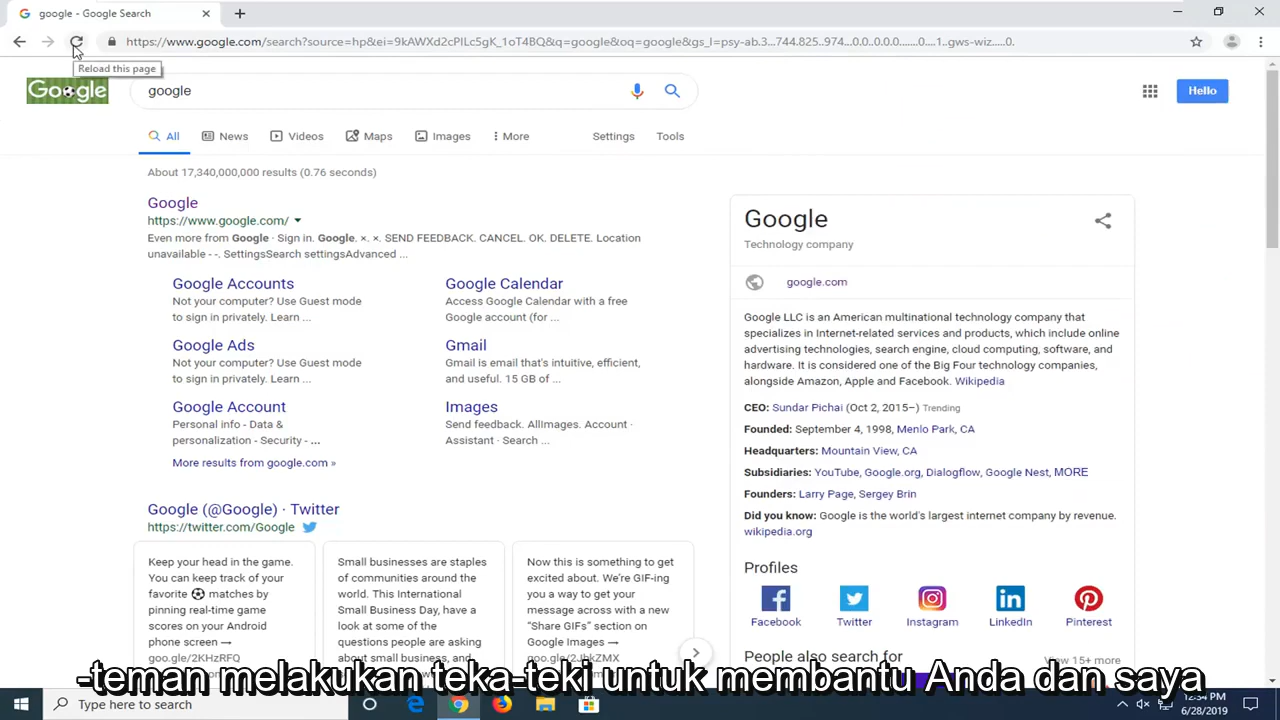 google - Google Search
https://www.google.com/search?source=hp&ei=9kAWXd2cPILc5gK_1oT4BQ&q=google&oq=google&gs_l=psy-ab.3...744.825..974...0.0..0.0.0.......0....1..gws-wiz.....0.
Reload this page
Google
google
Hello
All News Videos Maps Images More Settings Tools
About 17,340,000,000 results (0.76 seconds)
Google
https://www.google.com/
Even more from Google · Sign in. Google. ×. ×. SEND FEEDBACK. CANCEL. OK. DELETE. Location
unavailable - -. SettingsSearch settingsAdvanced ...
Google Accounts
Not your computer? Use Guest mode
to sign in privately. Learn ...
Google Calendar
Access Google Calendar with a free
Google account (for ...
Google Ads
Not your computer? Use Guest mode
to sign in privately. Learn ...
Gmail
Gmail is email that's intuitive, efficient,
and useful. 15 GB of ...
Google Account
Personal info - Data &
personalization - Security - ...
Images
Send feedback. AllImages. Account ·
Assistant · Search ...
More results from google.com »
Google (@Google) · Twitter
https://twitter.com/Google
Keep your head in the game.
You can keep track of your
favorite ⚽ matches by
pinning real-time game
scores on your Android
phone screen →
goo.gle/2KHzRFQ
Small businesses are staples
of communities around the
world. This International
Small Business Day, have a
look at some of the
questions people are asking
about small business, and
Now this is something to get
excited about. We're GIF-ing
you a way to get your
message across with a new
"Share GIFs" section on
Google Images →
goo.gle/2JbkZMX
Google
Technology company
google.com
Google LLC is an American multinational technology company that
specializes in Internet-related services and products, which include online
advertising technologies, search engine, cloud computing, software, and
hardware. It is considered one of the Big Four technology companies,
alongside Amazon, Apple and Facebook. Wikipedia
CEO: Sundar Pichai (Oct 2, 2015–) Trending
Founded: September 4, 1998, Menlo Park, CA
Headquarters: Mountain View, CA
Subsidiaries: YouTube, Google.org, Dialogflow, Google Nest, MORE
Founders: Larry Page, Sergey Brin
Did you know: Google is the world's largest internet company by revenue.
wikipedia.org
Profiles
Facebook Twitter Instagram LinkedIn Pinterest
People also search for
View 15+ more
-teman melakukan teka-teki untuk membantu Anda dan saya
Type here to search
12:34 PM
6/28/2019